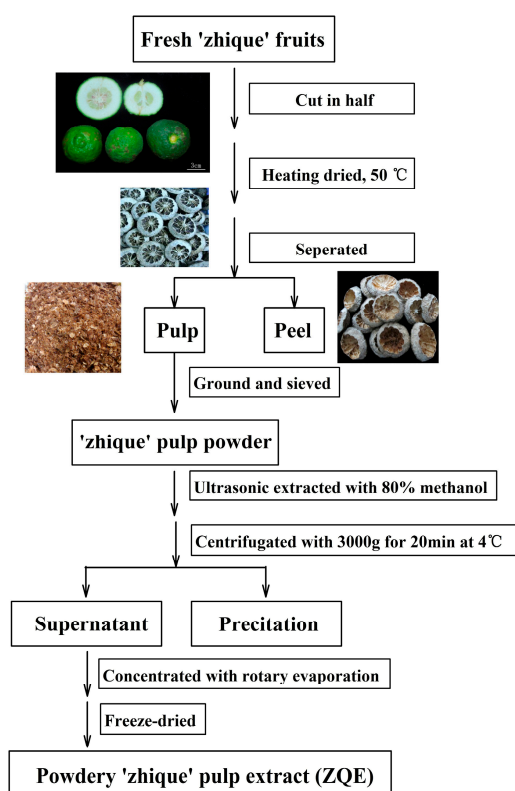 Fresh 'zhique' fruits
Cut in half
3cm
Heating dried, 50 ℃
Seperated
Pulp
Peel
Ground and sieved
'zhique' pulp powder
Ultrasonic extracted with 80% methanol
Centrifugated with 3000g for 20min at 4℃
Supernatant
Precitation
Concentrated with rotary evaporation
Freeze-dried
Powdery 'zhique' pulp extract (ZQE)